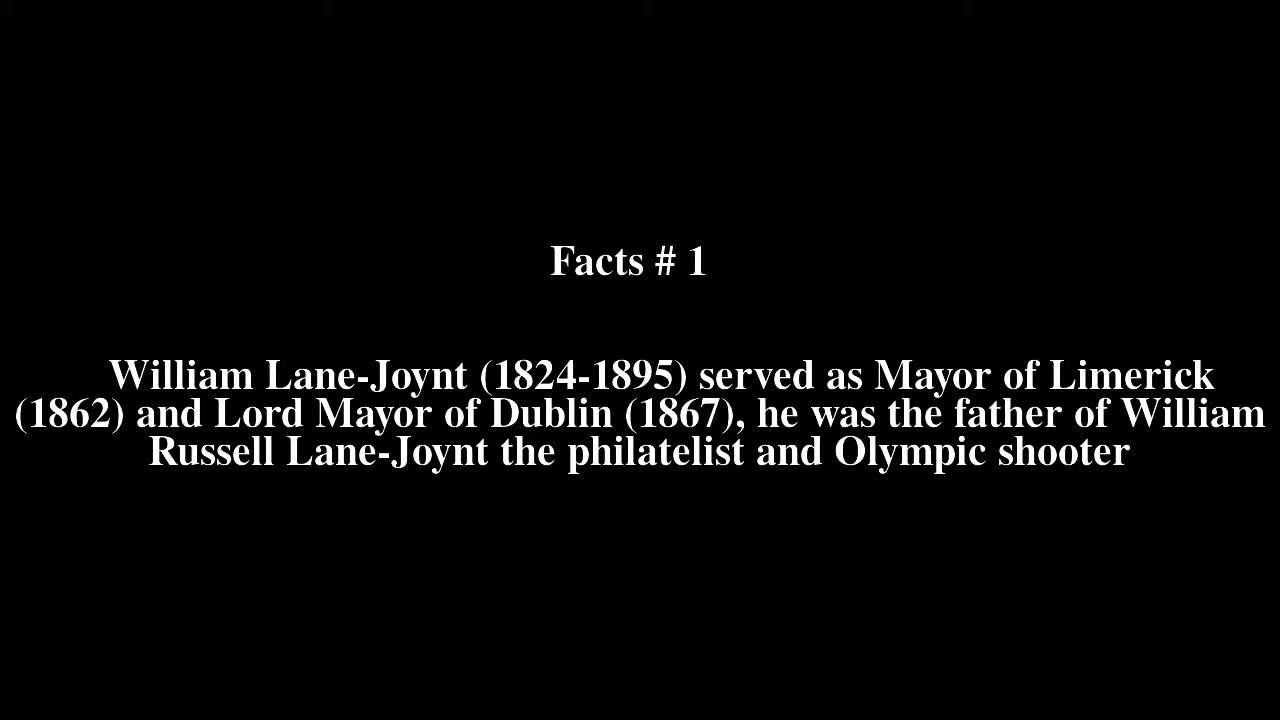 Facts # 1
William Lane-Joynt (1824-1895) served as Mayor of Limerick
(1862) and Lord Mayor of Dublin (1867), he was the father of William
Russell Lane-Joynt the philatelist and Olympic shooter